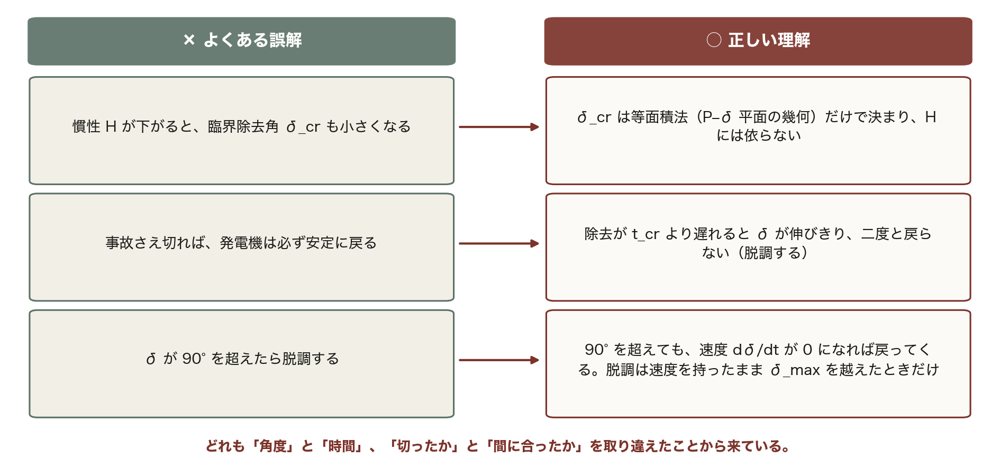 × よくある誤解
○ 正しい理解
慣性 H が下がると、臨界除去角 δ_cr も小さくなる
δ_cr は等面積法（P–δ 平面の幾何）だけで決まり、H
には依らない
事故さえ切れば、発電機は必ず安定に戻る
除去が t_cr より遅れると δ が伸びきり、二度と戻ら
ない（脱調する）
δ が 90° を超えたら脱調する
90° を超えても、速度 dδ/dt が 0 になれば戻ってく
る。脱調は速度を持ったまま δ_max を越えたときだけ
どれも「角度」と「時間」、「切ったか」と「間に合ったか」を取り違えたことから来ている。